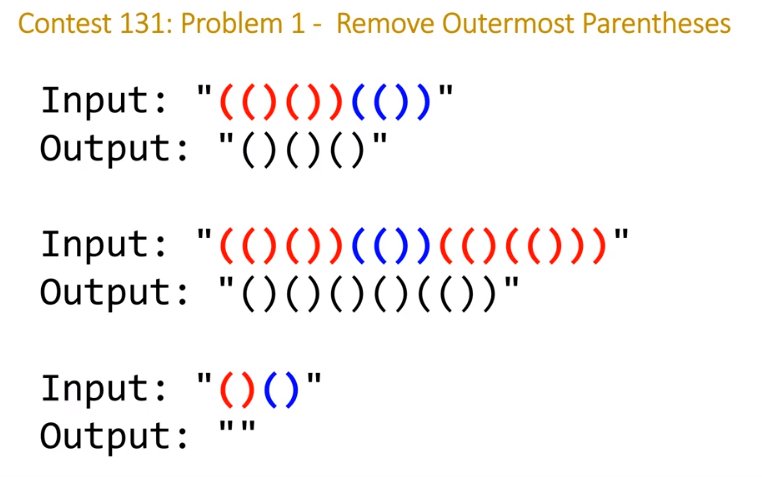 Contest 131: Problem 1 - Remove Outermost Parentheses
Input: "(()())(())"
Output: "()()()"
Input: "(()())(())(()(()))"
Output: "()()()()(())"
Input: "()()"
Output: ""